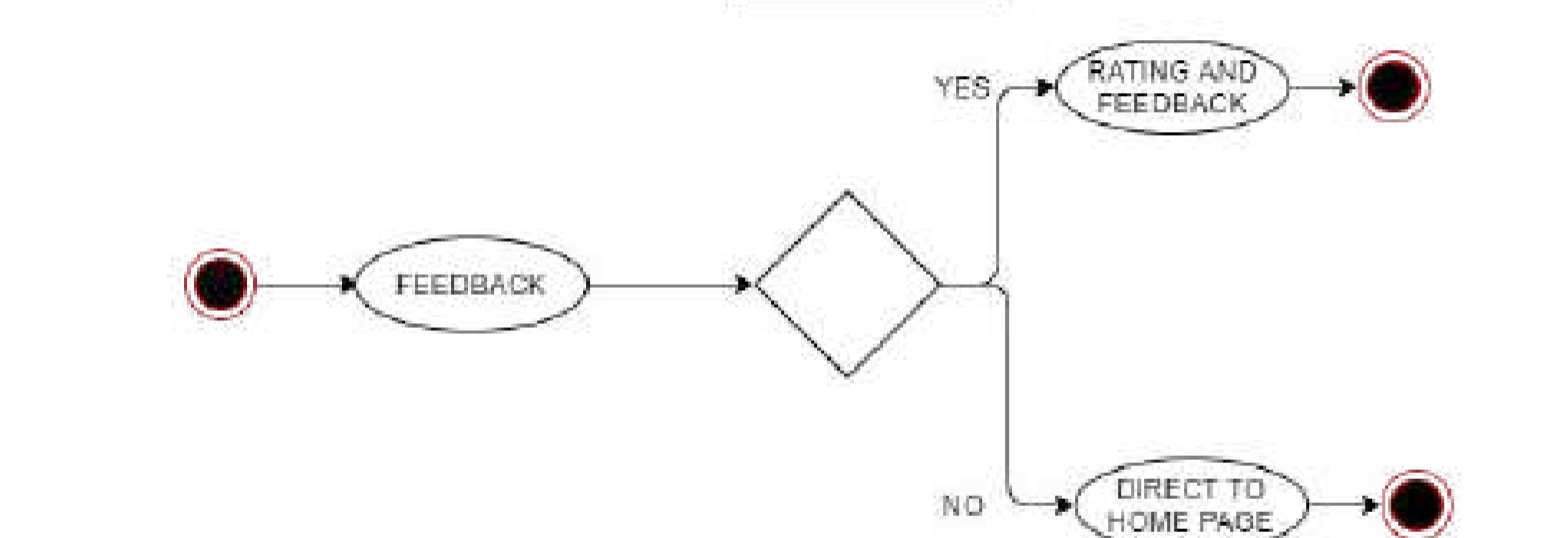 YES
RATING AND
FEEDBACK
FEEDBACK
NO
DIRECT TO
HOME PAGE